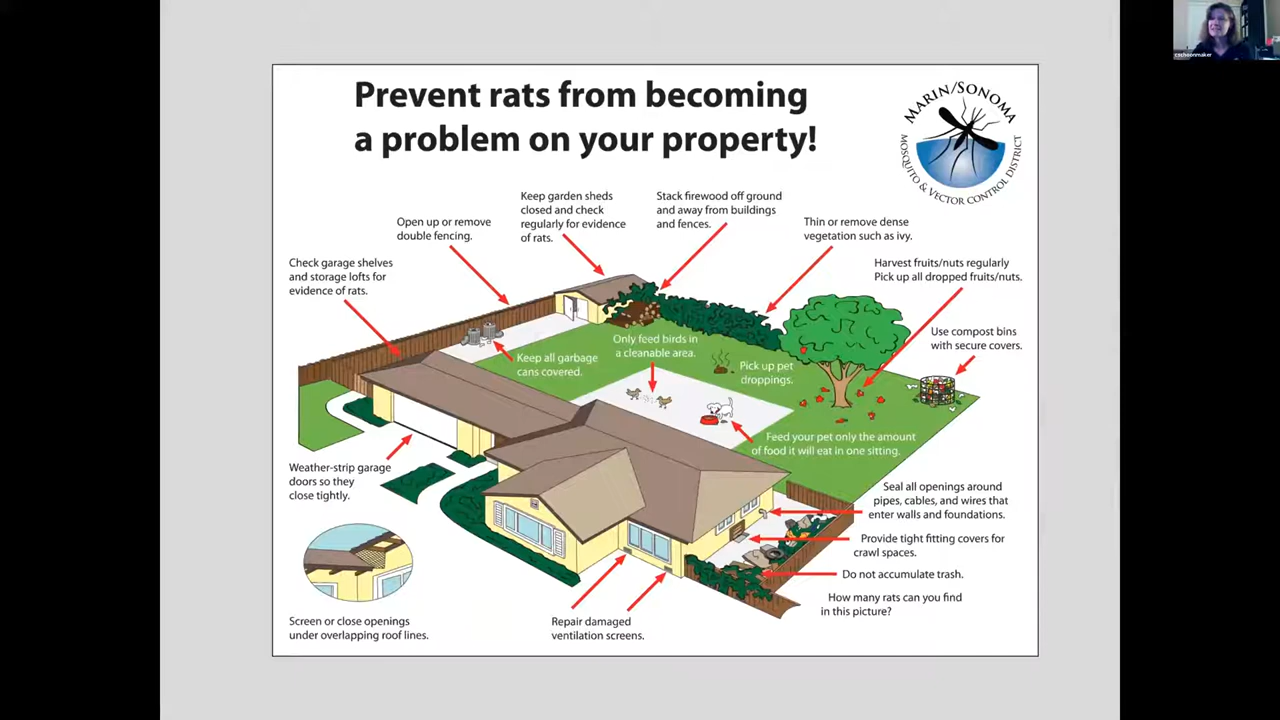 cschoonmaker
Prevent rats from becoming
a problem on your property!
MARIN/SONOMA
MOSQUITO & VECTOR CONTROL DISTRICT
Keep garden sheds
closed and check
regularly for evidence
of rats.
Stack firewood off ground
and away from buildings
and fences.
Open up or remove
double fencing.
Thin or remove dense
vegetation such as ivy.
Check garage shelves
and storage lofts for
evidence of rats.
Harvest fruits/nuts regularly
Pick up all dropped fruits/nuts.
Use compost bins
with secure covers.
Only feed birds in
a cleanable area.
Keep all garbage
cans covered.
Pick up pet
droppings.
Feed your pet only the amount
of food it will eat in one sitting.
Weather-strip garage
doors so they
close tightly.
Seal all openings around
pipes, cables, and wires that
enter walls and foundations.
Provide tight fitting covers for
crawl spaces.
Do not accumulate trash.
How many rats can you find
in this picture?
Screen or close openings
under overlapping roof lines.
Repair damaged
ventilation screens.